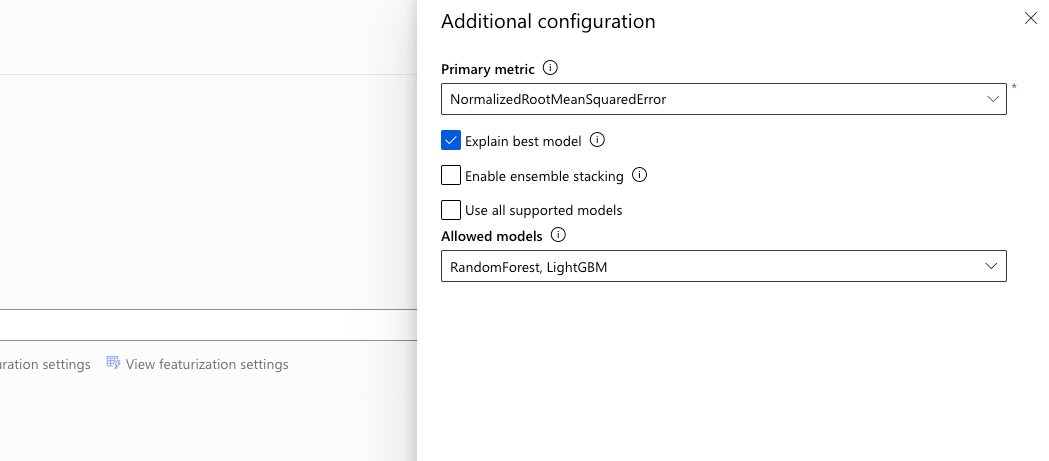 Additional configuration
Primary metric
NormalizedRootMeanSquaredError
*
Explain best model
Enable ensemble stacking
Use all supported models
Allowed models
RandomForest, LightGBM
uration settings View featurization settings